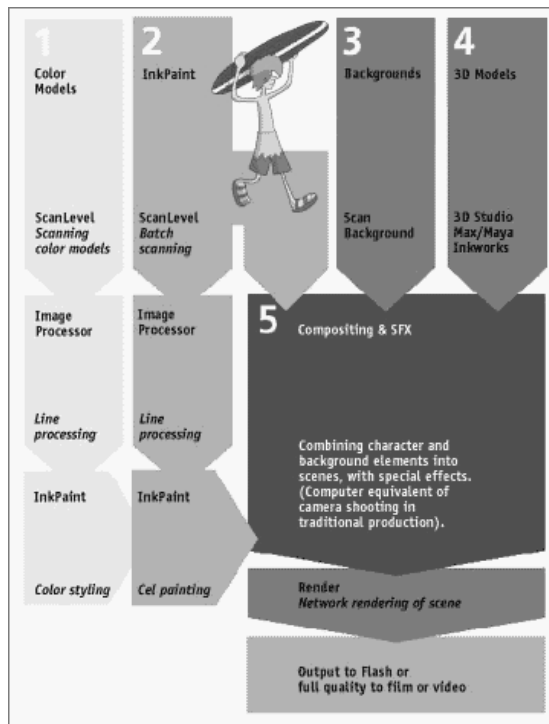 1
Color
Models
ScanLevel
Scanning
color models
Image
Processor
Line
processing
InkPaint
Color styling
2
InkPaint
ScanLevel
Batch
scanning
Image
Processor
Line
processing
InkPaint
Cel painting
3
Backgrounds
Scan
Background
4
3D Models
3D Studio
Max/Maya
Inkworks
5
Compositing & SFX
Combining character and
background elements into
scenes, with special effects.
(Computer equivalent of
camera shooting in
traditional production).
Render
Network rendering of scene
Output to Flash or
full quality to film or video